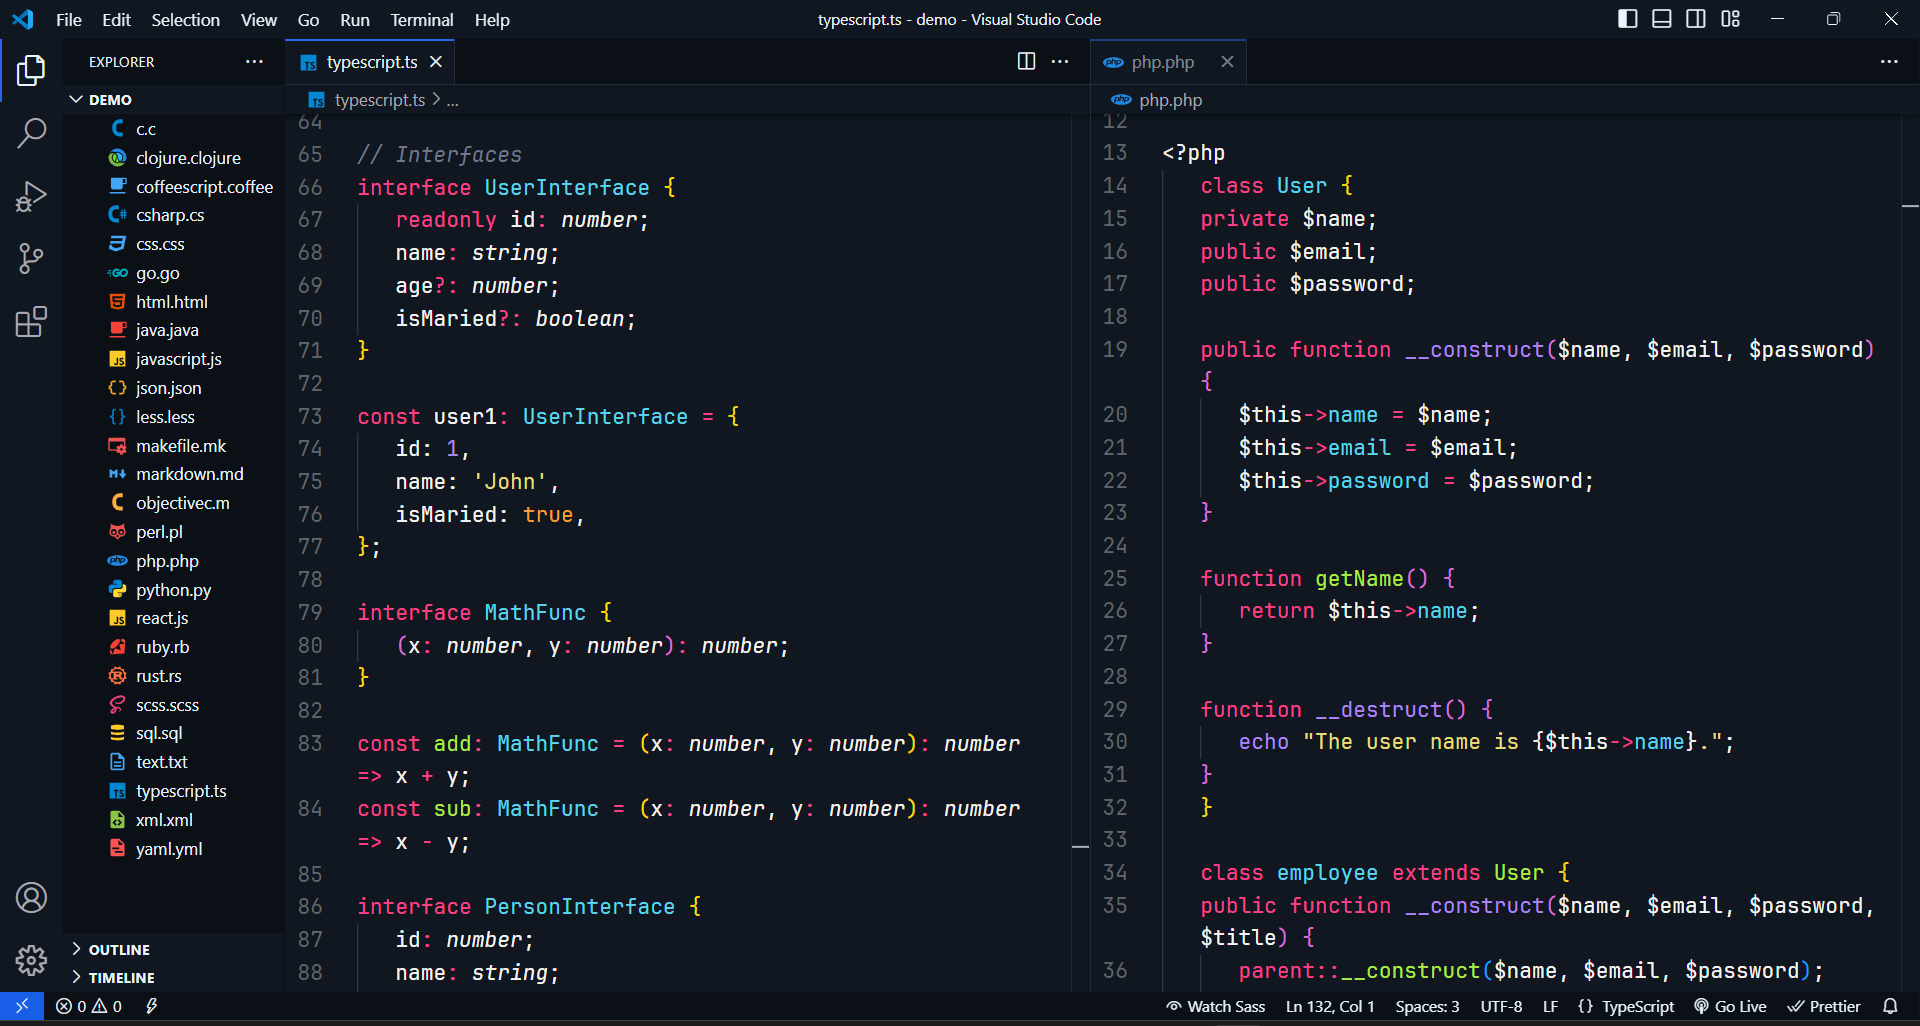 File Edit Selection View Go Run Terminal Help
typescript.ts - demo - Visual Studio Code
EXPLORER
DEMO
c.c
clojure.clojure
coffeescript.coffee
csharp.cs
css.css
go.go
html.html
java.java
javascript.js
json.json
less.less
makefile.mk
markdown.md
objectivec.m
perl.pl
php.php
python.py
react.js
ruby.rb
rust.rs
scss.scss
sql.sql
text.txt
typescript.ts
xml.xml
yaml.yml
OUTLINE
TIMELINE
typescript.ts
typescript.ts > ...
64
65 // Interfaces
66 interface UserInterface {
67 readonly id: number;
68 name: string;
69 age?: number;
70 isMaried?: boolean;
71 }
72
73 const user1: UserInterface = {
74 id: 1,
75 name: 'John',
76 isMaried: true,
77 };
78
79 interface MathFunc {
80 (x: number, y: number): number;
81 }
82
83 const add: MathFunc = (x: number, y: number): number
=> x + y;
84 const sub: MathFunc = (x: number, y: number): number
=> x - y;
85
86 interface PersonInterface {
87 id: number;
88 name: string;
php php.php
php php.php
12
13 <?php
14 class User {
15 private $name;
16 public $email;
17 public $password;
18
19 public function __construct($name, $email, $password)
{
20 $this->name = $name;
21 $this->email = $email;
22 $this->password = $password;
23 }
24
25 function getName() {
26 return $this->name;
27 }
28
29 function __destruct() {
30 echo "The user name is {$this->name}.";
31 }
32 }
33
34 class employee extends User {
35 public function __construct($name, $email, $password,
$title) {
36 parent::__construct($name, $email, $password);
0 0
Watch Sass Ln 132, Col 1 Spaces: 3 UTF-8 LF {} TypeScript Go Live Prettier